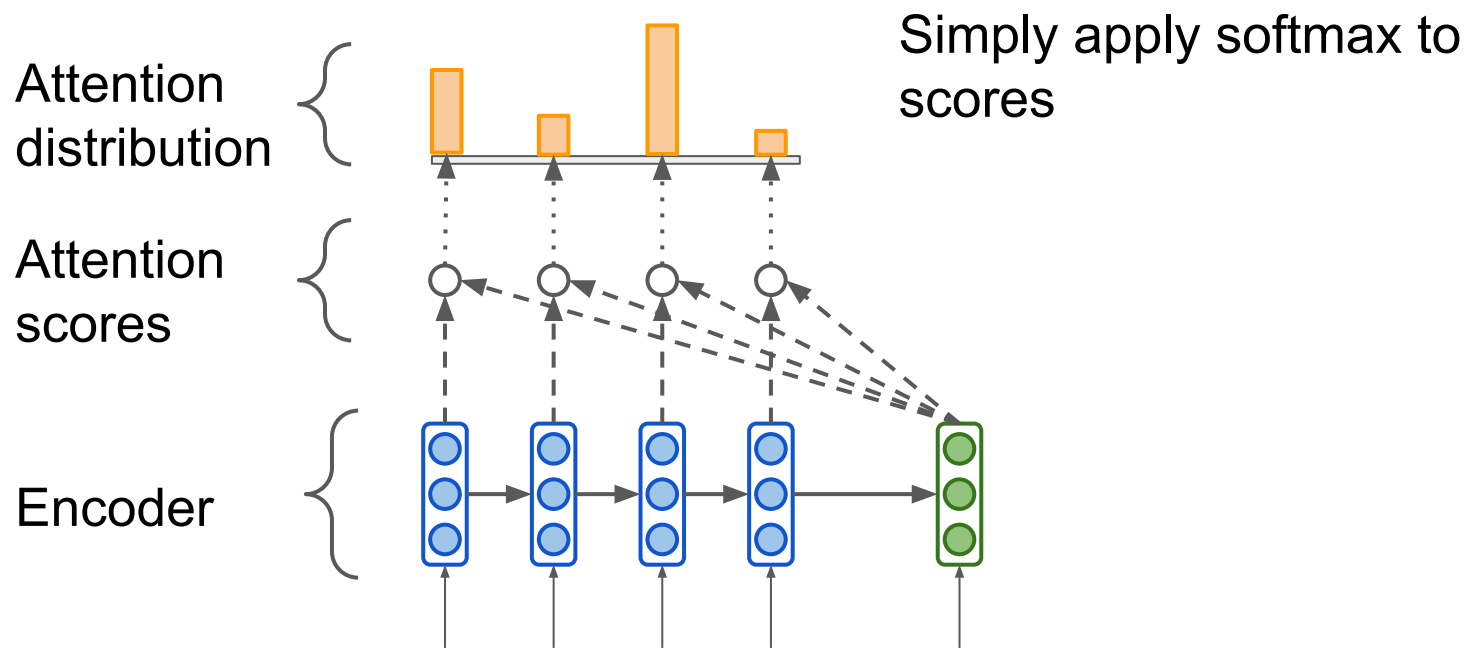 Simply apply softmax to
scores
Attention
distribution
Attention
scores
Encoder